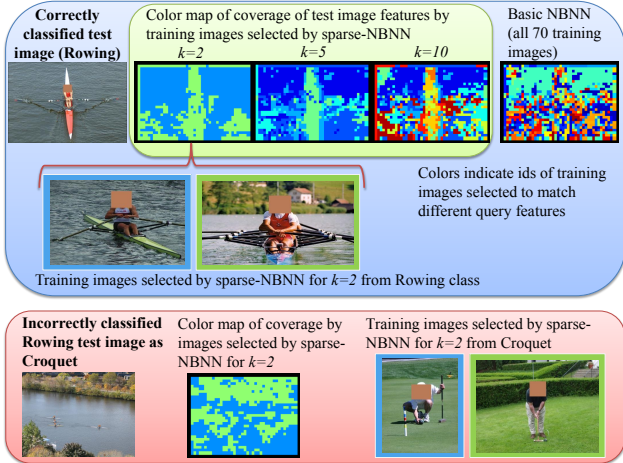 Correctly
classified test
image (Rowing)
Color map of coverage of test image features by
training images selected by sparse-NBNN
k=2 k=5 k=10
Basic NBNN
(all 70 training
images)
Colors indicate ids of training
images selected to match
different query features
Training images selected by sparse-NBNN for k=2 from Rowing class
Incorrectly classified
Rowing test image as
Croquet
Color map of coverage by
images selected by sparse-
NBNN for k=2
Training images selected by sparse-
NBNN for k=2 from Croquet